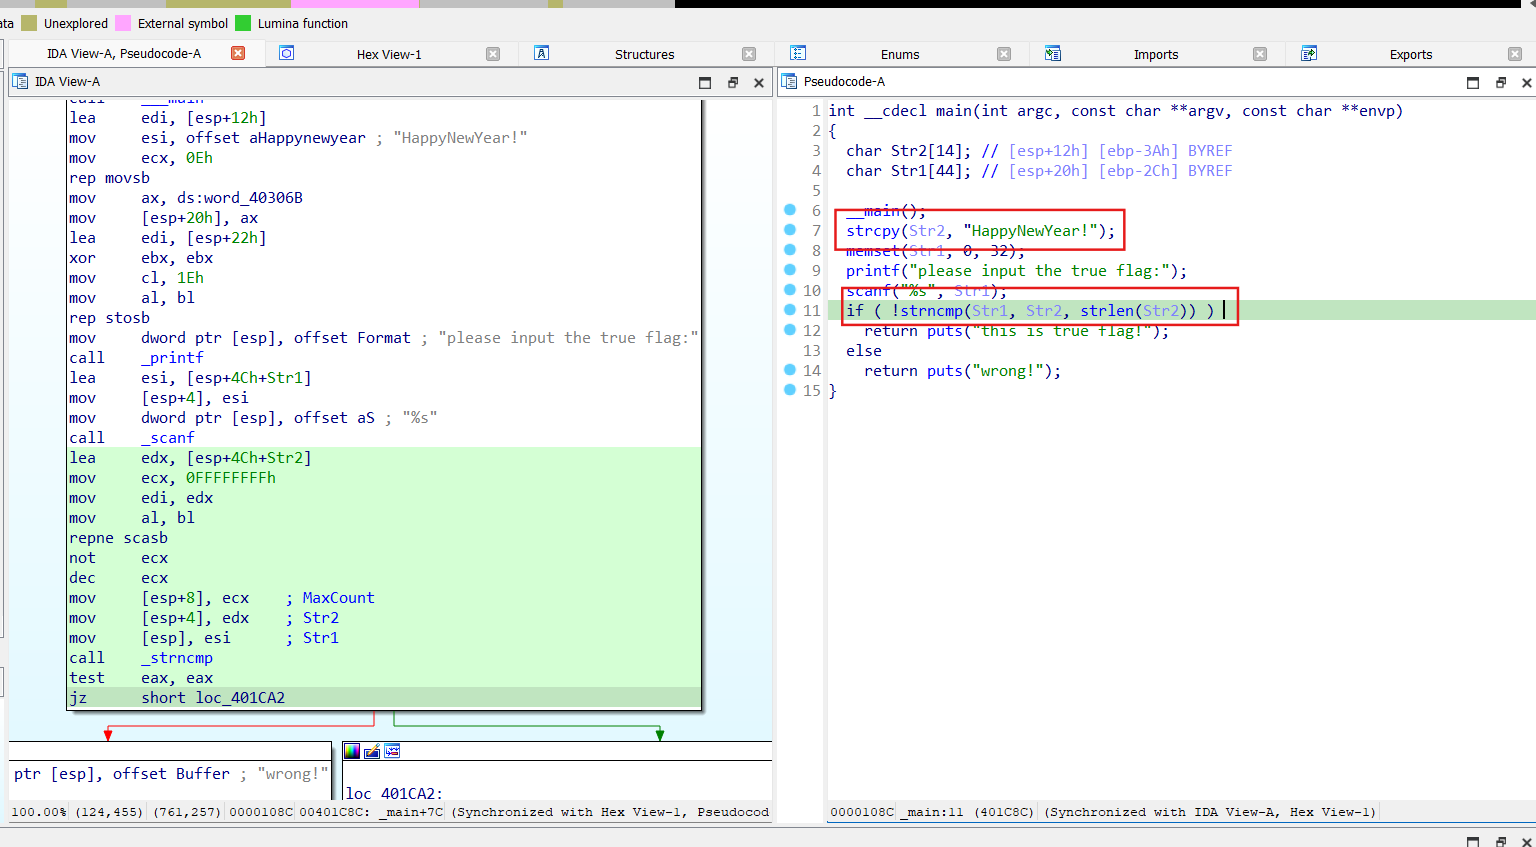 ata Unexplored External symbol Lumina function
IDA View-A, Pseudocode-A Hex View-1 Structures Enums Imports Exports
IDA View-A
call ___main
lea edi, [esp+12h]
mov esi, offset aHappynewyear ; "HappyNewYear!"
mov ecx, 0Eh
rep movsb
mov ax, ds:word_40306B
mov [esp+20h], ax
lea edi, [esp+22h]
xor ebx, ebx
mov cl, 1Eh
mov al, bl
rep stosb
mov dword ptr [esp], offset Format ; "please input the true flag:"
call _printf
lea esi, [esp+4Ch+Str1]
mov [esp+4], esi
mov dword ptr [esp], offset aS ; "%s"
call _scanf
lea edx, [esp+4Ch+Str2]
mov ecx, 0FFFFFFFFh
mov edi, edx
mov al, bl
repne scasb
not ecx
dec ecx
mov [esp+8], ecx ; MaxCount
mov [esp+4], edx ; Str2
mov [esp], esi ; Str1
call _strncmp
test eax, eax
jz short loc_401CA2
ptr [esp], offset Buffer ; "wrong!"
loc_401CA2:
100.00% (124,455) (761,257) 0000108C 00401C8C: _main+7C (Synchronized with Hex View-1, Pseudocod
Pseudocode-A
1 int __cdecl main(int argc, const char **argv, const char **envp)
2 {
3 char Str2[14]; // [esp+12h] [ebp-3Ah] BYREF
4 char Str1[44]; // [esp+20h] [ebp-2Ch] BYREF
5
6 __main();
7 strcpy(Str2, "HappyNewYear!");
8 memset(Str1, 0, 32);
9 printf("please input the true flag:");
10 scanf("%s", Str1);
11 if ( !strncmp(Str1, Str2, strlen(Str2)) )
12 return puts("this is true flag!");
13 else
14 return puts("wrong!");
15 }
0000108C _main:11 (401C8C) (Synchronized with IDA View-A, Hex View-1)